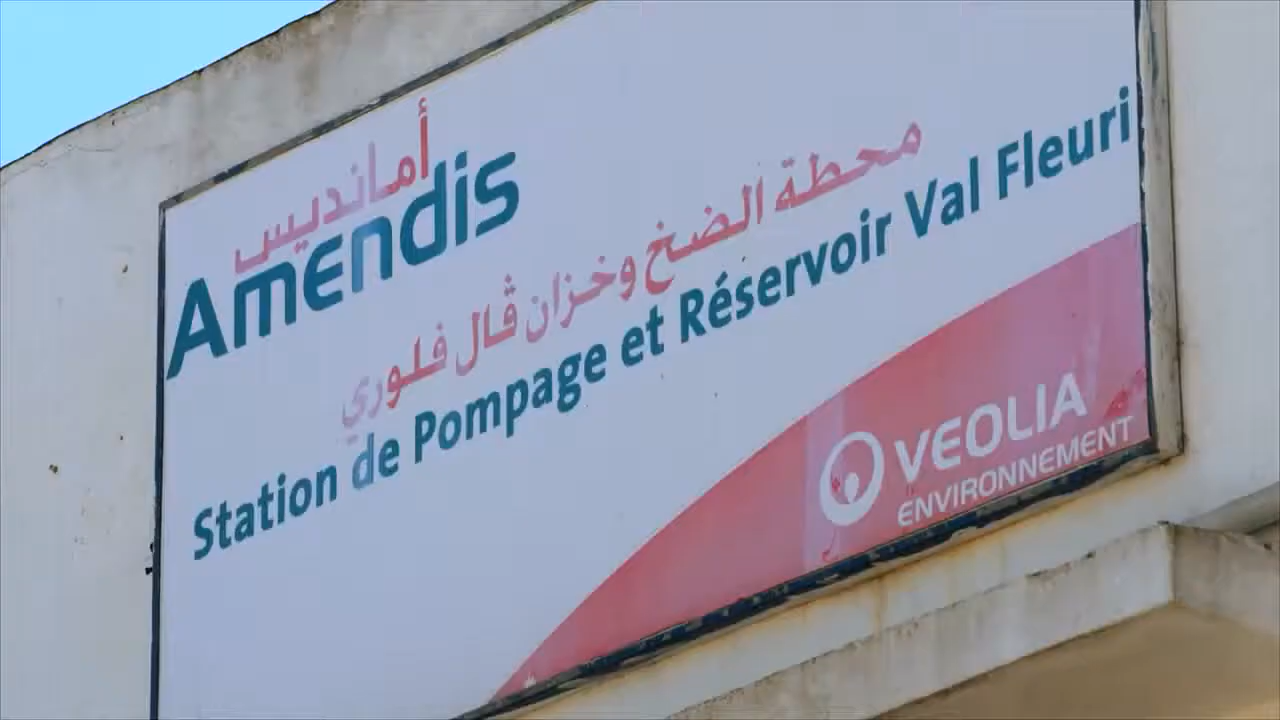 أمانديس
Amendis
محطة الضخ وخزان ڤال فلوري
Station de Pompage et Réservoir Val Fleuri
VEOLIA
ENVIRONNEMENT